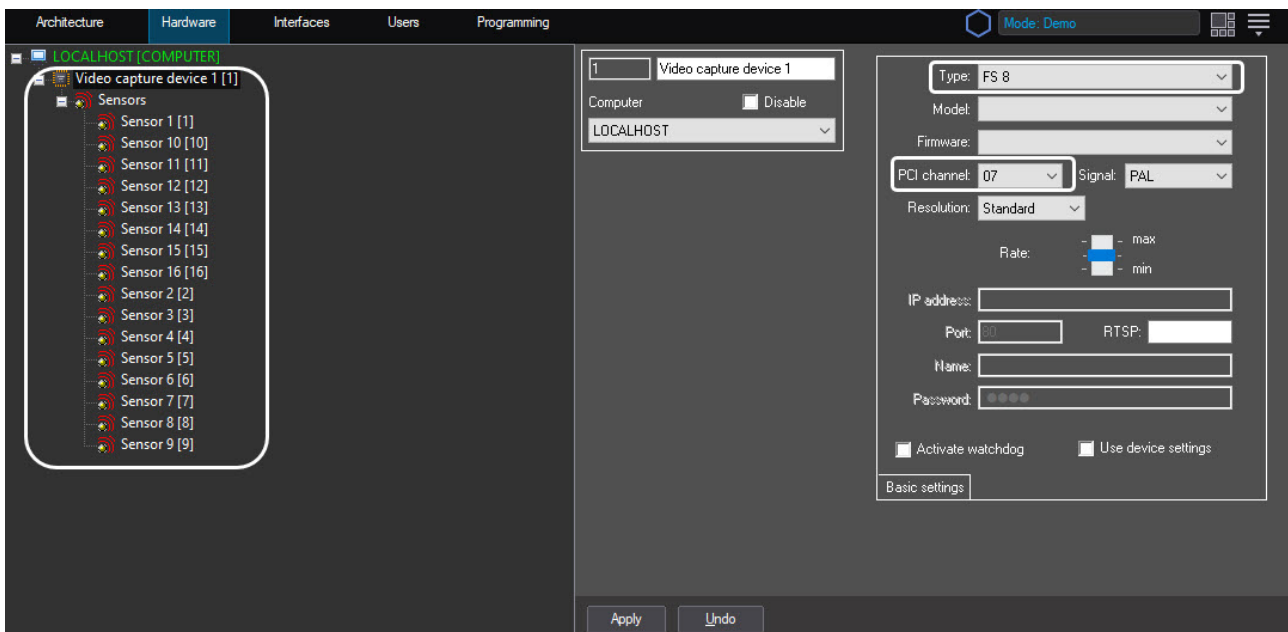 Architecture Hardware Interfaces Users Programming Mode: Demo
LOCALHOST [COMPUTER]
Video capture device 1 [1]
Sensors
Sensor 1 [1]
Sensor 10 [10]
Sensor 11 [11]
Sensor 12 [12]
Sensor 13 [13]
Sensor 14 [14]
Sensor 15 [15]
Sensor 16 [16]
Sensor 2 [2]
Sensor 3 [3]
Sensor 4 [4]
Sensor 5 [5]
Sensor 6 [6]
Sensor 7 [7]
Sensor 8 [8]
Sensor 9 [9]
1 Video capture device 1
Computer Disable
LOCALHOST
Type: FS 8
Model:
Firmware:
PCI channel: 07 Signal: PAL
Resolution: Standard
max
Rate:
min
IP address:
Port: 80 RTSP:
Name:
Password:
Activate watchdog Use device settings
Basic settings
Apply Undo